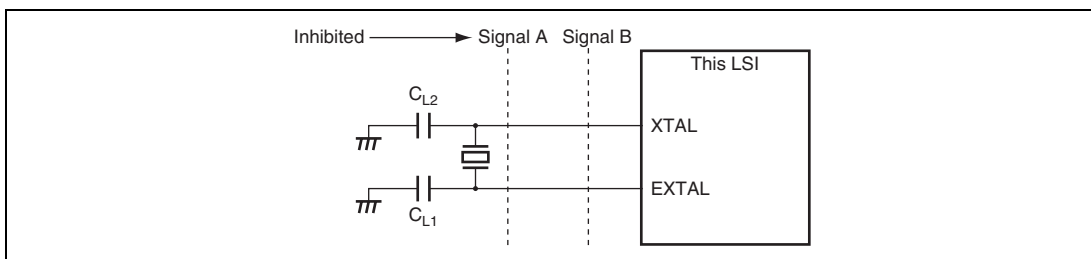 Inhibited Signal A Signal B
This LSI
CL2
XTAL
EXTAL
CL1